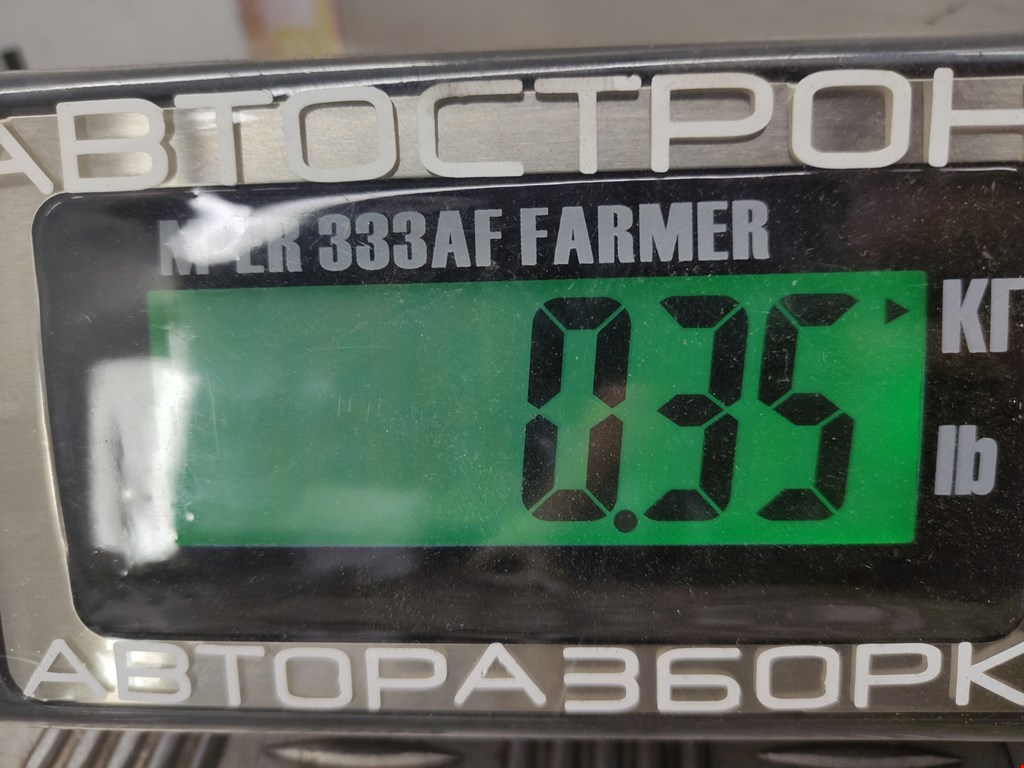 АВТОСТРОН
333AF FARMER
0.35
КГ
lb
АВТОРАЗБОРК